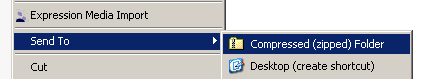 Expression Media Import
Send To
Compressed (zipped) Folder
Cut
Desktop (create shortcut)